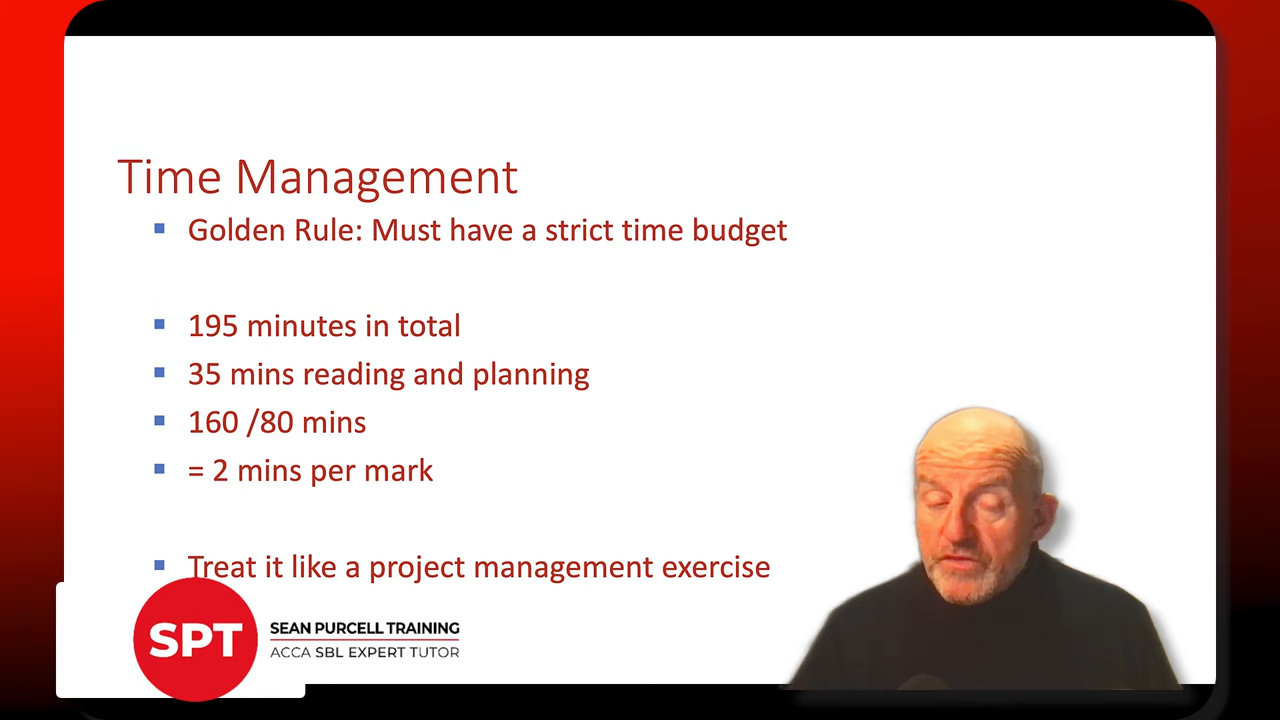 Time Management
Golden Rule: Must have a strict time budget
195 minutes in total
35 mins reading and planning
160 /80 mins
= 2 mins per mark
Treat it like a project management exercise
SPT
SEAN PURCELL TRAINING
ACCA SBL EXPERT TUTOR